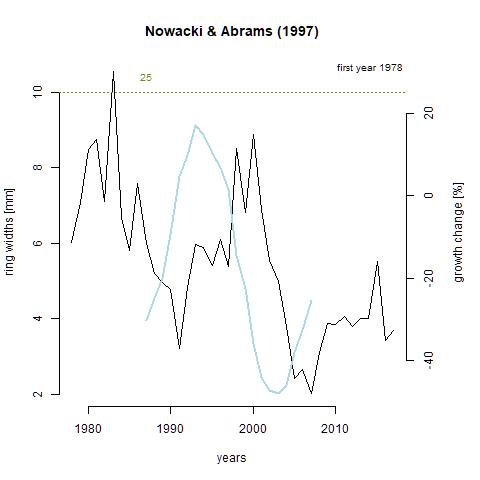 Nowacki & Abrams (1997)
first year 1978
25
10
8
6
4
2
ring widths [mm]
20
0
-20
-40
growth change [%]
1980 1990 2000 2010
years